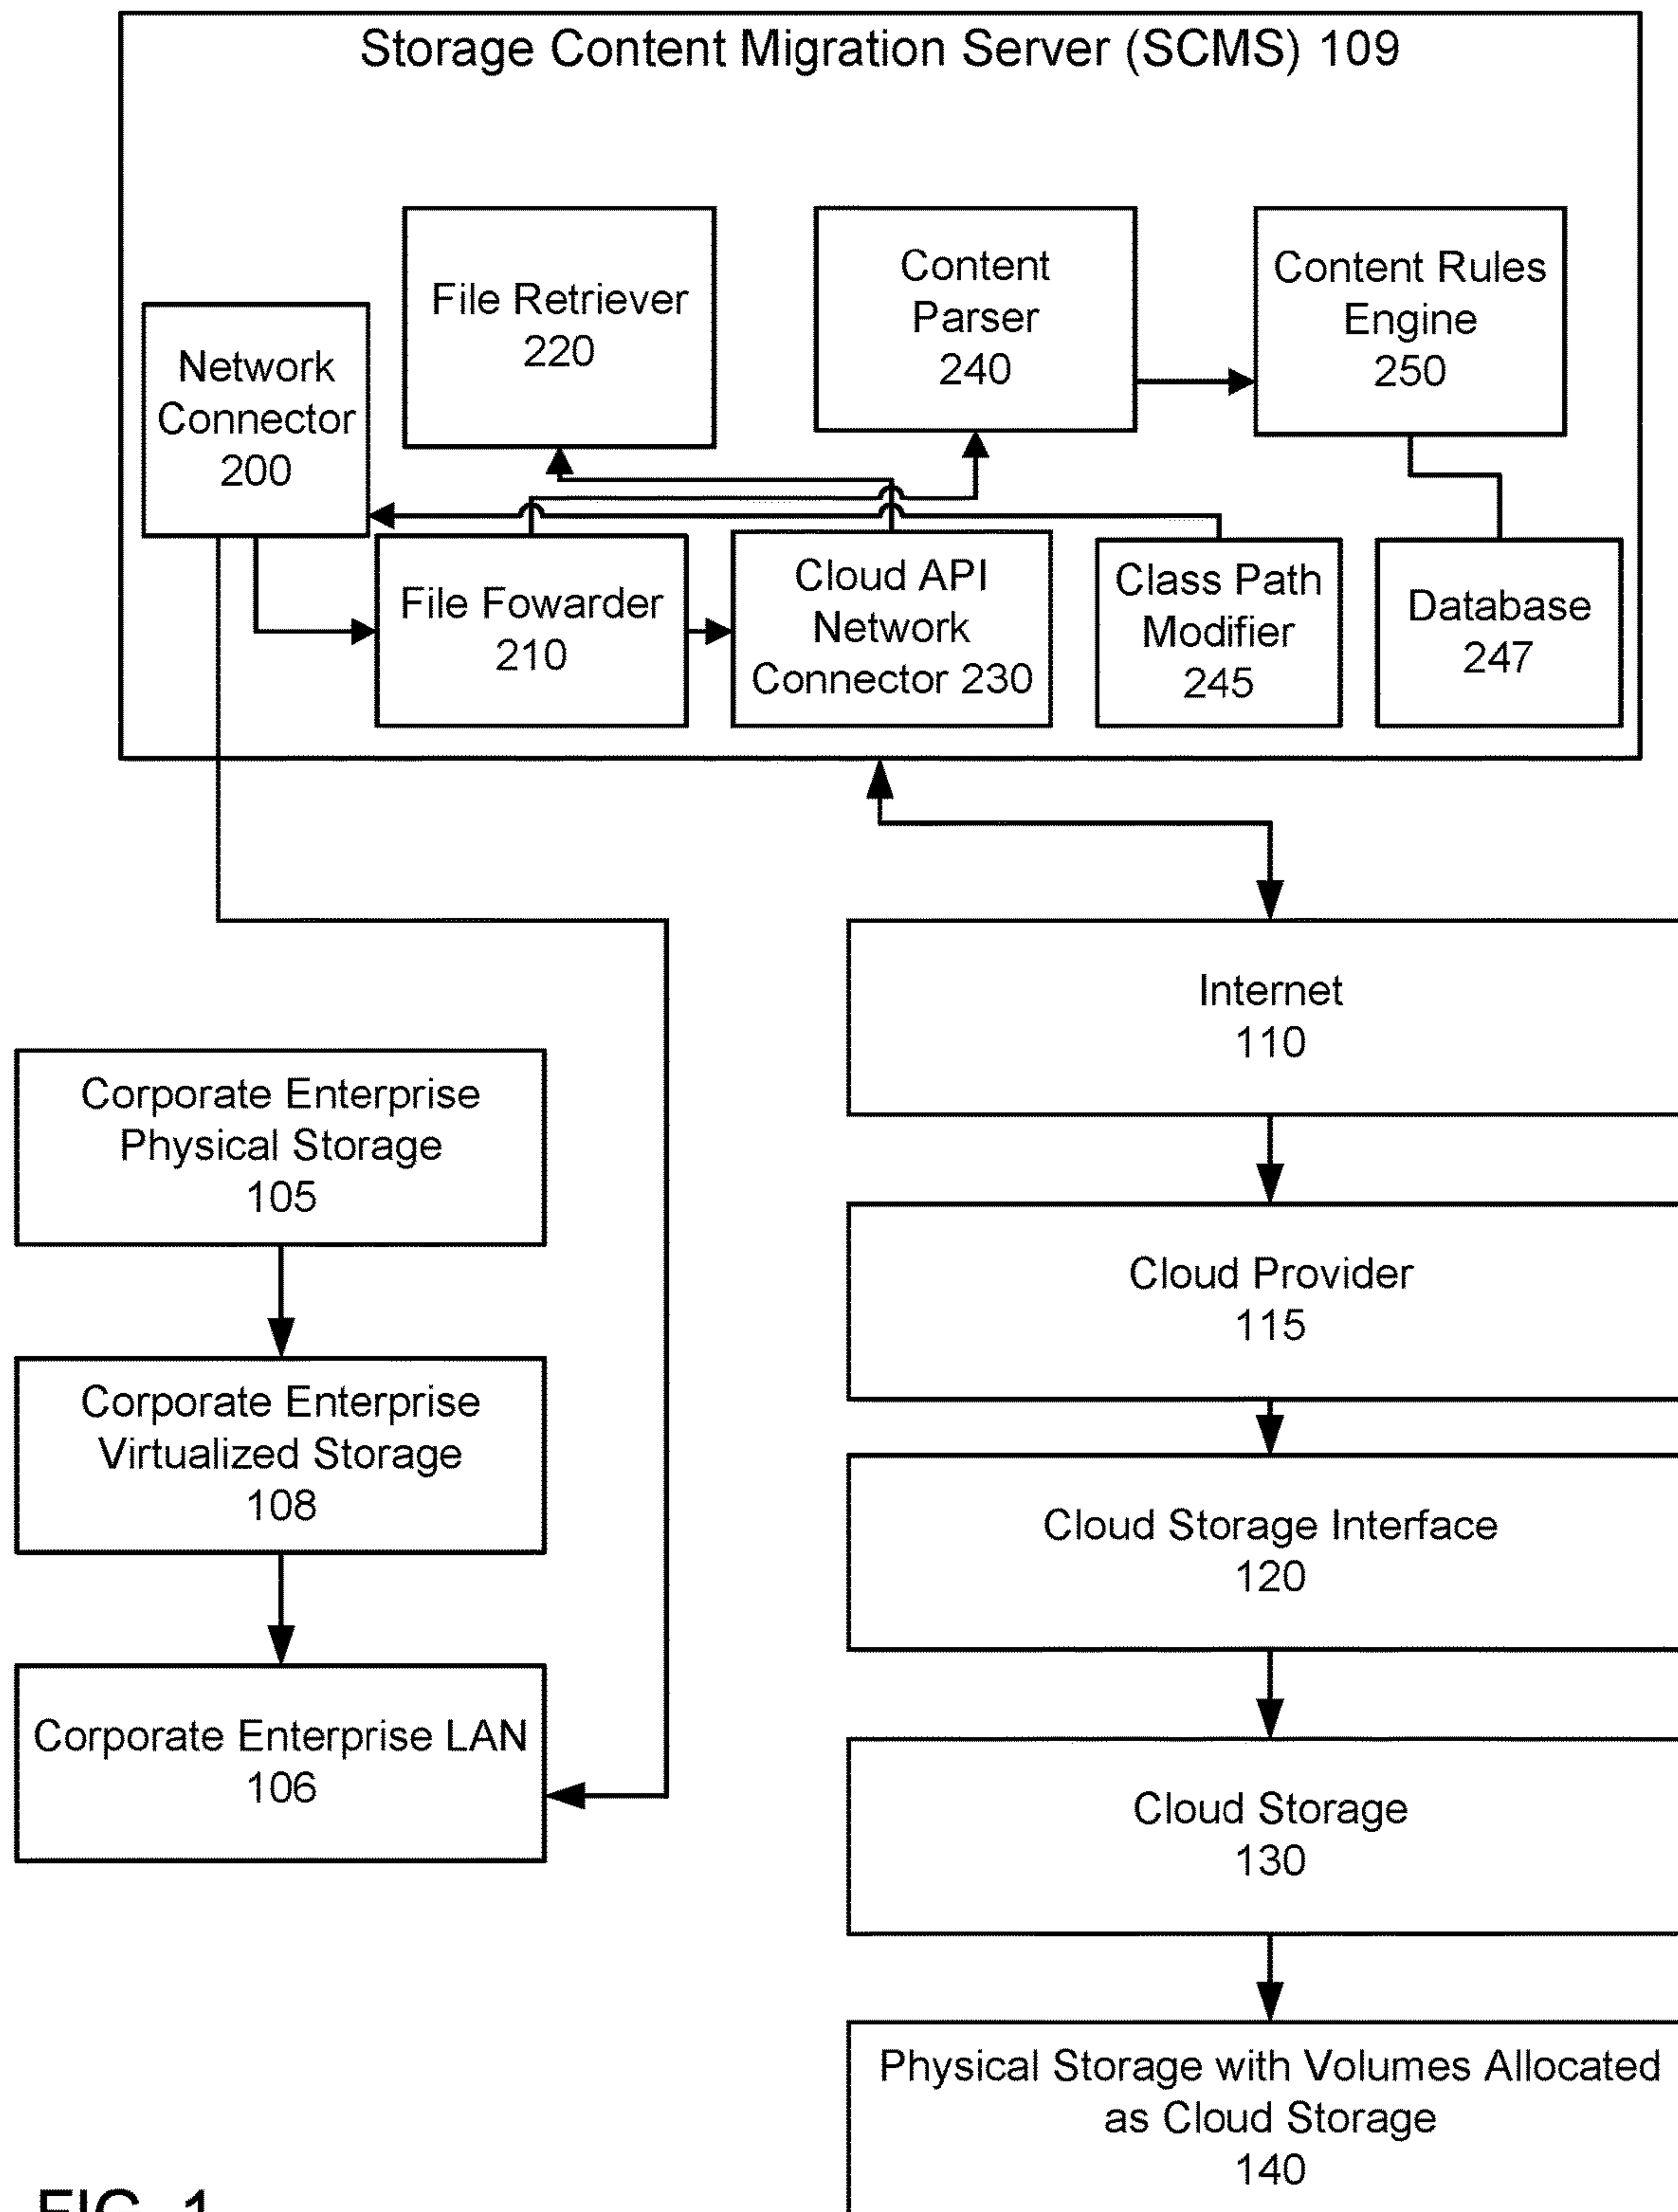 Storage Content Migration Server (SCMS) 109
File Retriever
220
Content
Parser
240
Content Rules
Engine
250
Network
Connector
200
File Fowarder
210
Cloud API
Network
Connector 230
Class Path
Modifier
245
Database
247
Internet
110
Corporate Enterprise
Physical Storage
105
Cloud Provider
115
Corporate Enterprise
Virtualized Storage
108
Cloud Storage Interface
120
Corporate Enterprise LAN
106
Cloud Storage
130
Physical Storage with Volumes Allocated
as Cloud Storage
140
FIG. 1